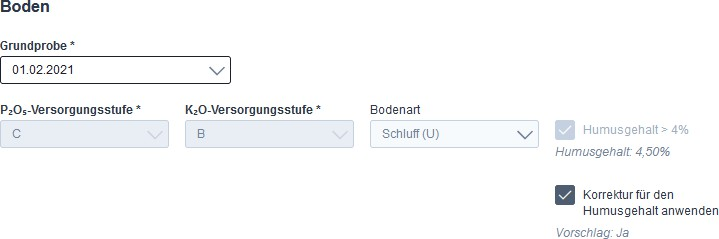 Boden
Grundprobe *
01.02.2021
P₂O₅-Versorgungsstufe *
K₂O-Versorgungsstufe *
Bodenart
C
B
Schluff (U)
Humusgehalt > 4%
Humusgehalt: 4,50%
Korrektur für den
Humusgehalt anwenden
Vorschlag: Ja